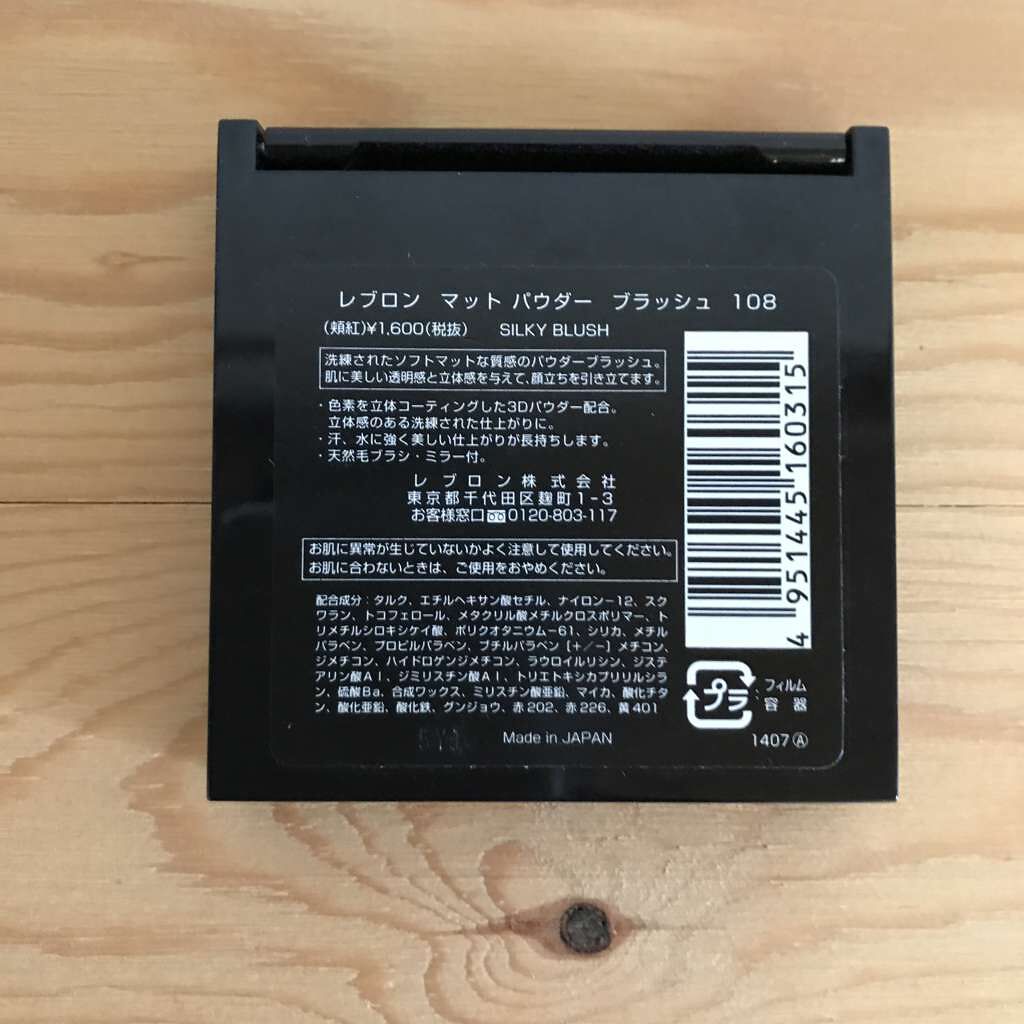 レブロン マット パウダー ブラッシュ 108
(頬紅)¥1,600(税抜) SILKY BLUSH
洗練されたソフトマットな質感のパウダーブラッシュ。
肌に美しい透明感と立体感を与えて、顔立ちを引き立てます。
・色素を立体コーティングした3Dパウダー配合。
立体感のある洗練された仕上がりに。
・汗、水に強く美しい仕上がりが長持ちします。
・天然毛ブラシ・ミラー付。
レブロン株式会社
東京都千代田区麹町1-3
お客様窓口 0120-803-117
お肌に異常が生じていないかよく注意して使用してください。
お肌に合わないときは、ご使用をおやめください。
配合成分：タルク、エチルヘキサン酸セチル、ナイロン-12、スク
ワラン、トコフェロール、メタクリル酸メチルクロスポリマー、ト
リメチルシロキシケイ酸、ポリクオタニウム-61、シリカ、メチル
パラベン、プロピルパラベン、ブチルパラベン [+/-] メチコン、
ジメチコン、ハイドロゲンジメチコン、ラウロイルリシン、ジステ
アリン酸Al、ジミリスチン酸Al、トリエトキシカプリリルシラ
ン、硫酸Ba、合成ワックス、ミリスチン酸亜鉛、マイカ、酸化チタ
ン、酸化亜鉛、酸化鉄、グンジョウ、赤202、赤226、黄401
Made in JAPAN
4 951445 160315
プラ
フィルム
:容器
1407Ⓐ